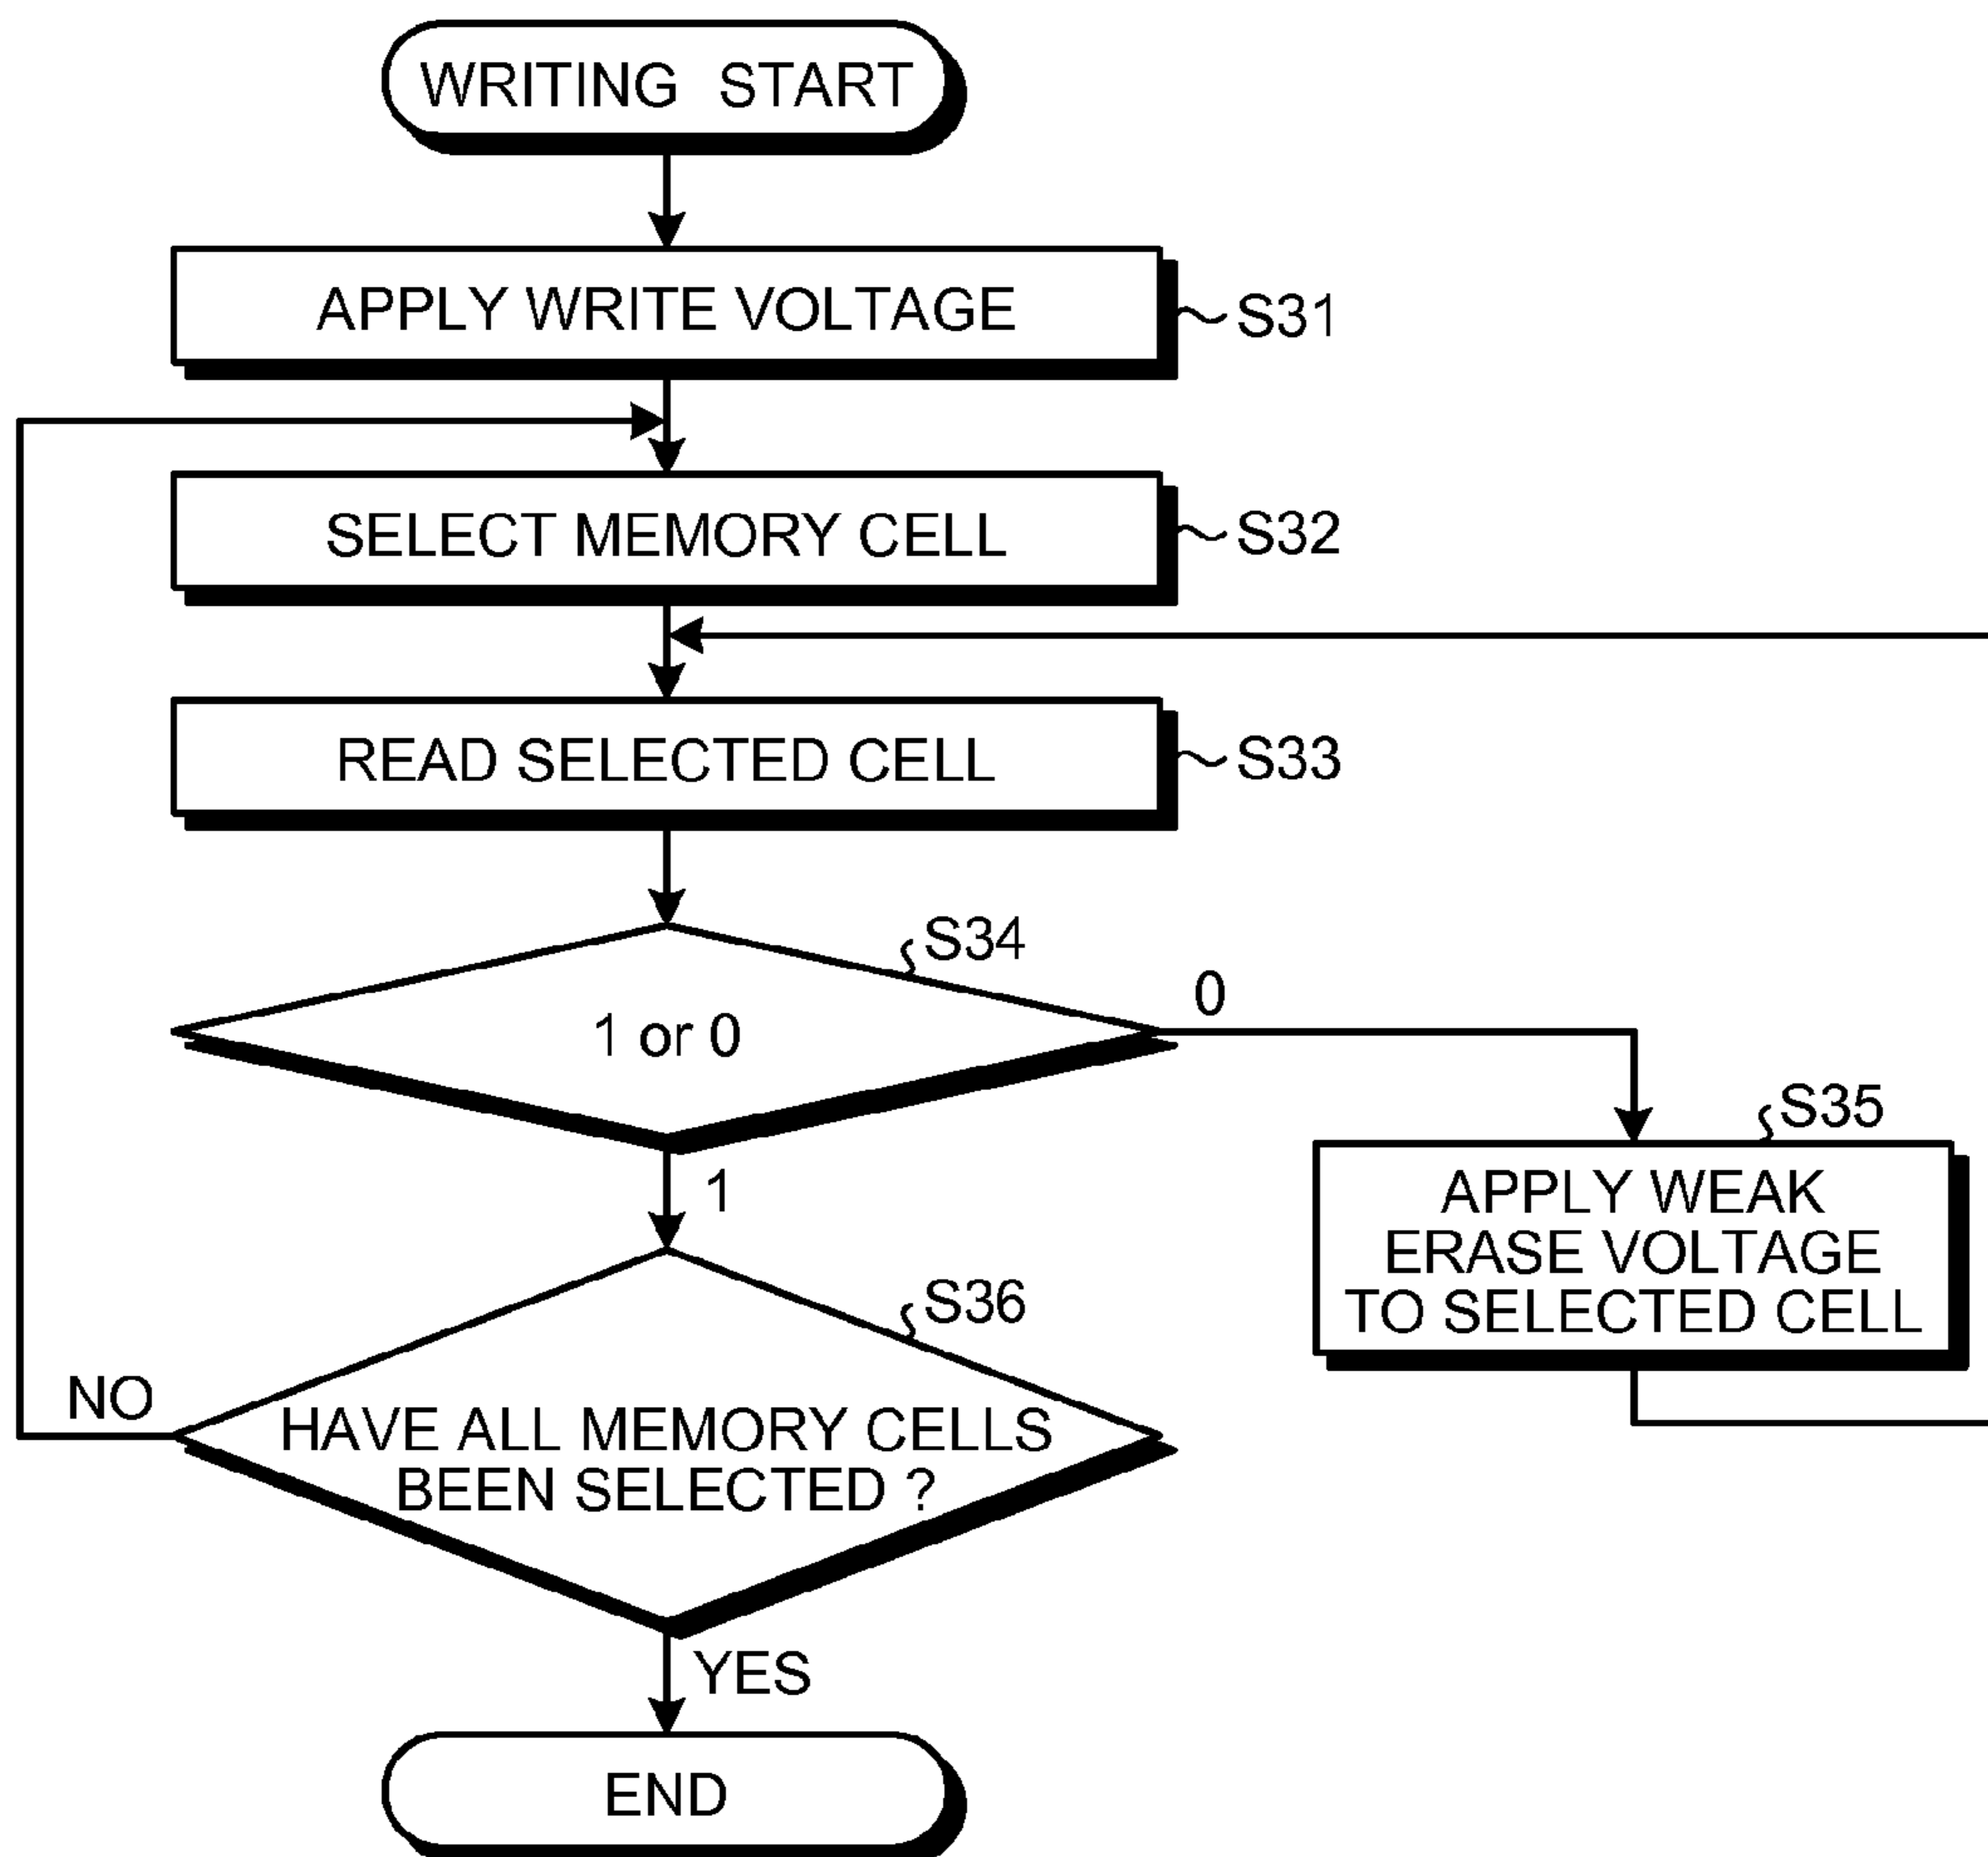 WRITING START
APPLY WRITE VOLTAGE
S31
SELECT MEMORY CELL
S32
READ SELECTED CELL
S33
S34
1 or 0
0
1
S35
APPLY WEAK
ERASE VOLTAGE
TO SELECTED CELL
S36
NO
HAVE ALL MEMORY CELLS
BEEN SELECTED ?
YES
END